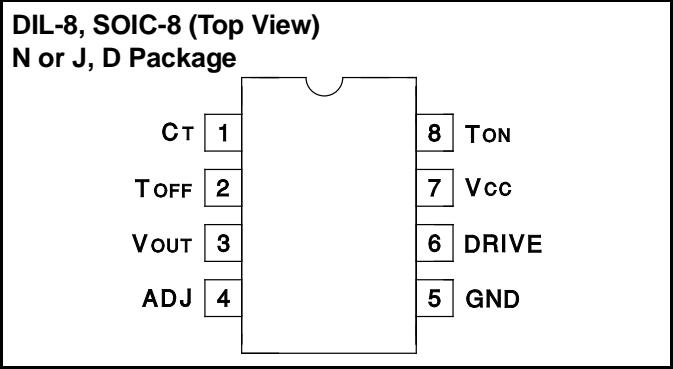 DIL-8, SOIC-8 (Top View)
N or J, D Package
CT 1 8 TON
TOFF 2 7 VCC
VOUT 3 6 DRIVE
ADJ 4 5 GND